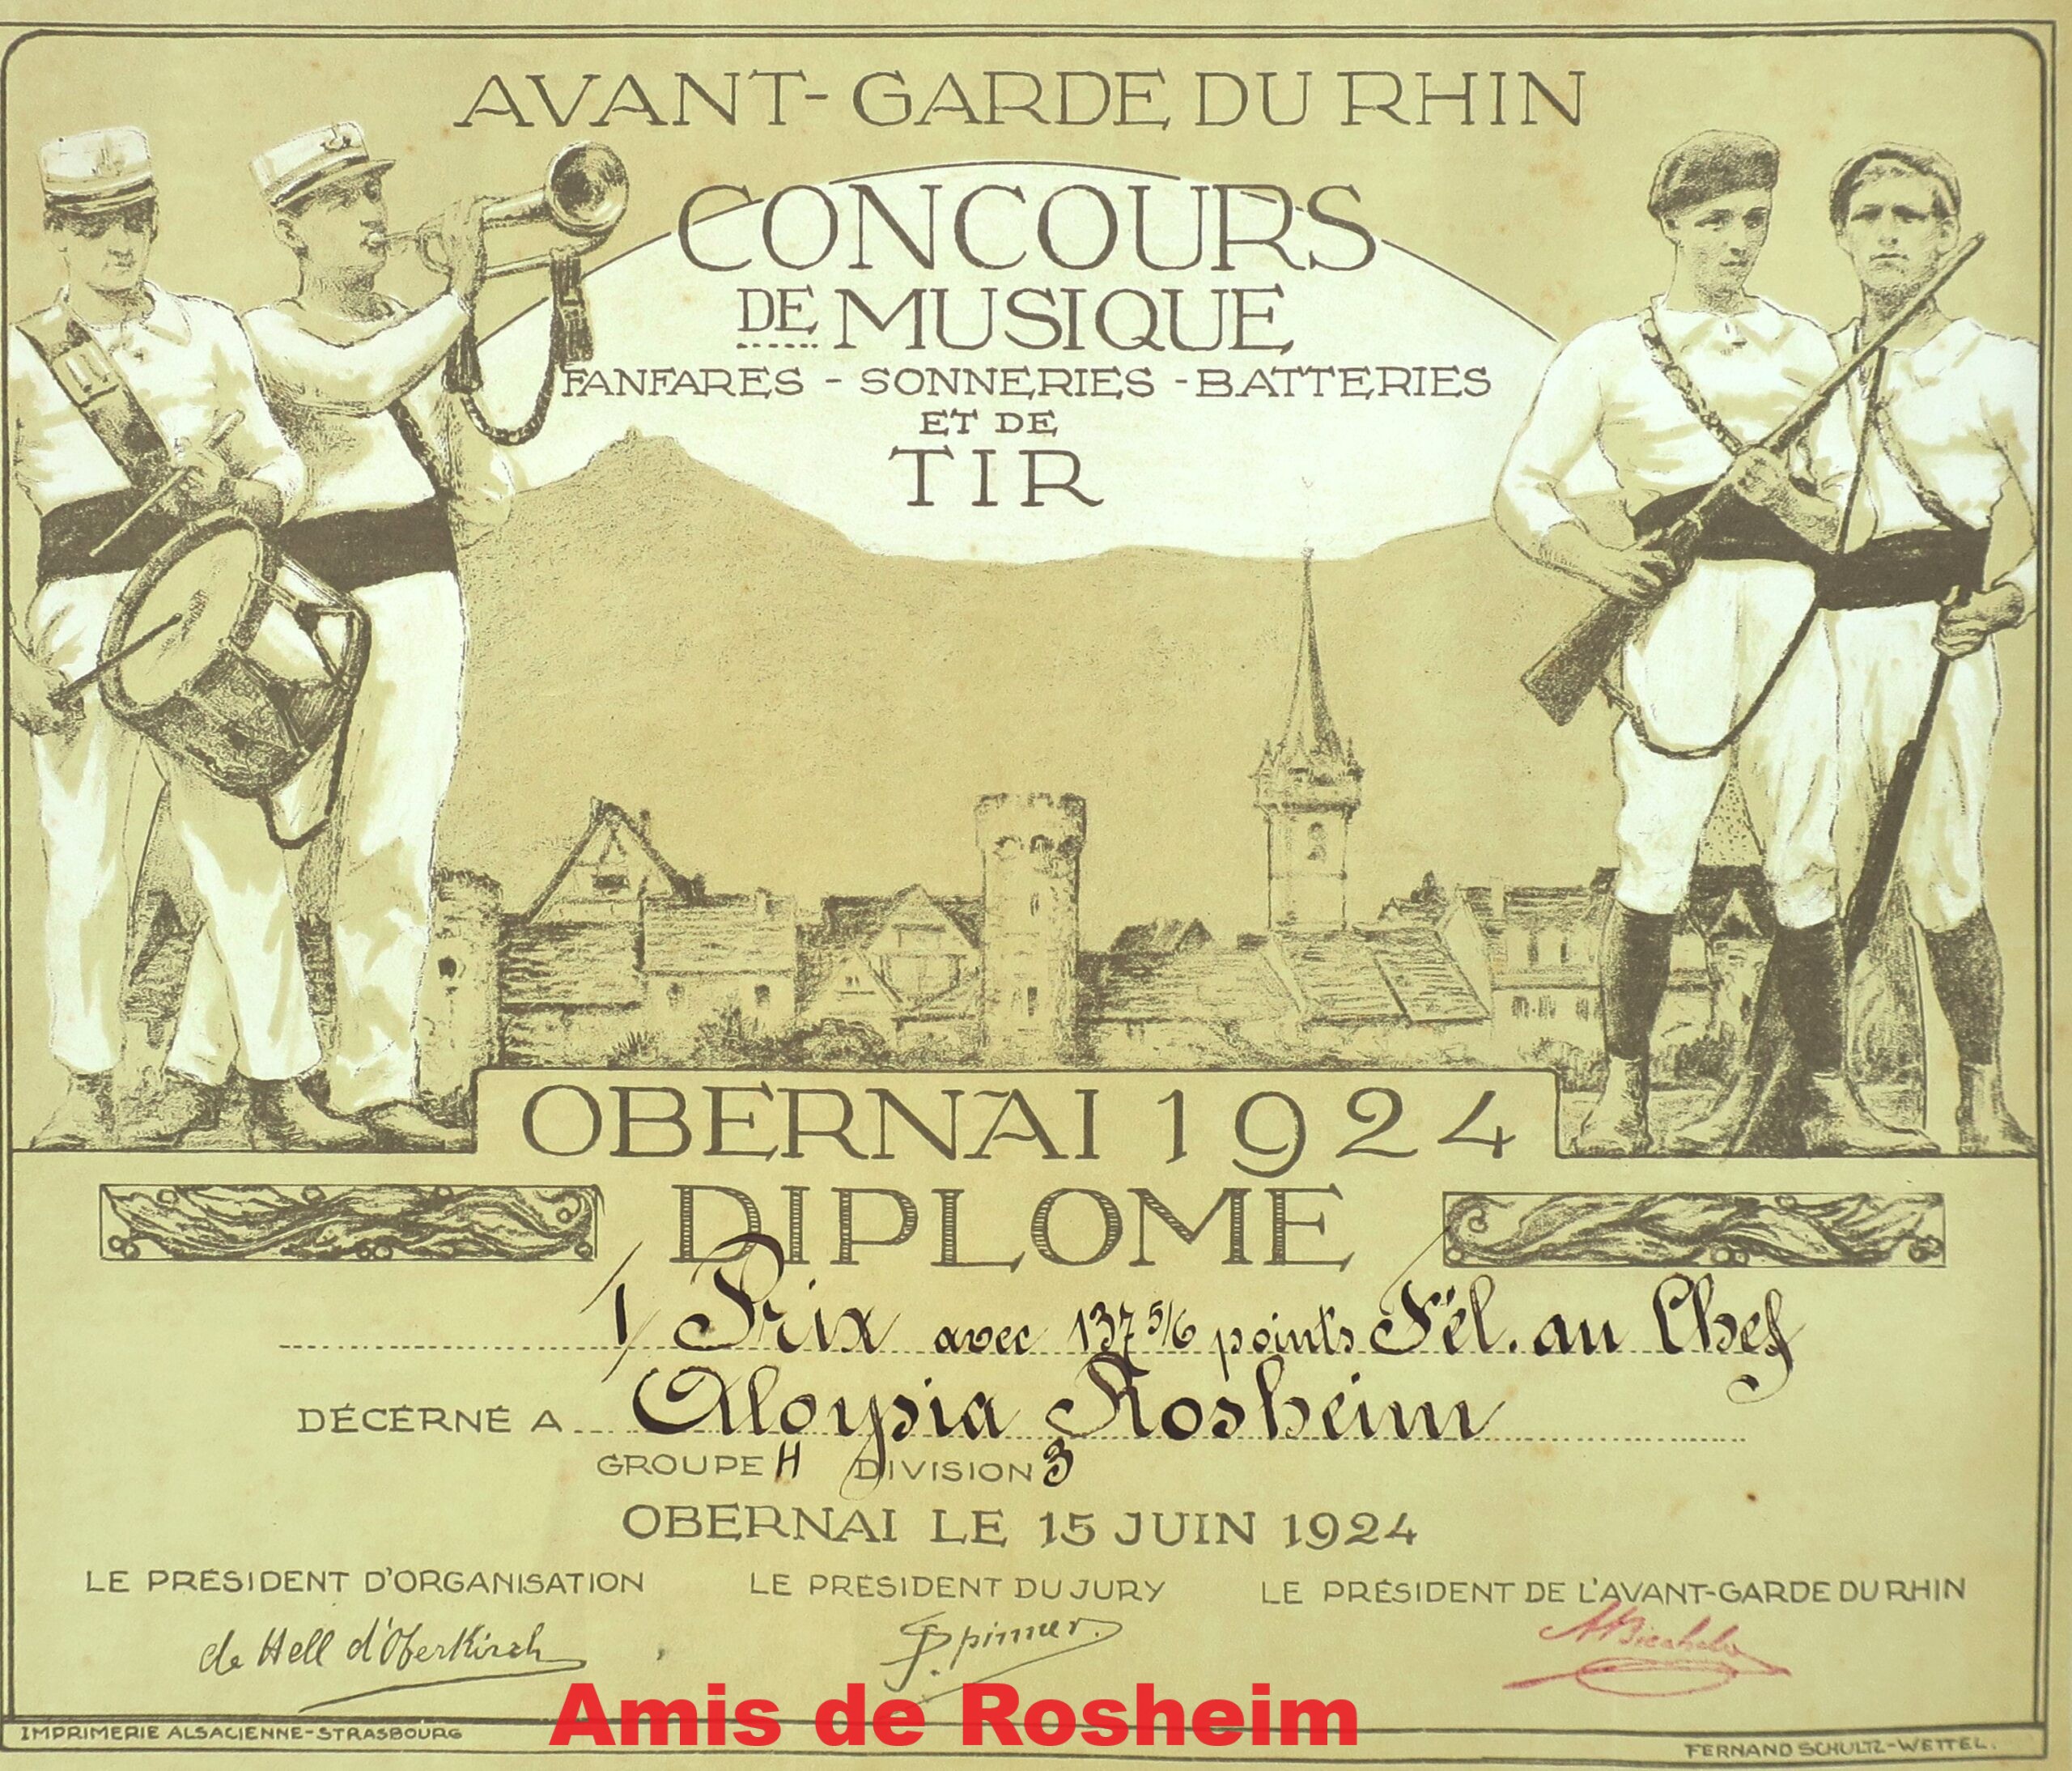 AVANT-GARDE DU RHIN
CONCOURS
DE MUSIQUE
FANFARES - SONNERIES - BATTERIES
ET DE
TIR
OBERNAI 1924
DIPLOME
1/ Prix avec 137 5/6 points Fél. au Chef
DÉCERNÉ A Aloysia Rosheim
GROUPE H DIVISION 3
OBERNAI LE 15 JUIN 1924
LE PRÉSIDENT D'ORGANISATION
LE PRÉSIDENT DU JURY
LE PRÉSIDENT DE L'AVANT-GARDE DU RHIN
de Hell d'Oberkirch
Spinner.
Amis de Rosheim
IMPRIMERIE ALSACIENNE-STRASBOURG
FERNAND SCHULTZ-WETTEL.